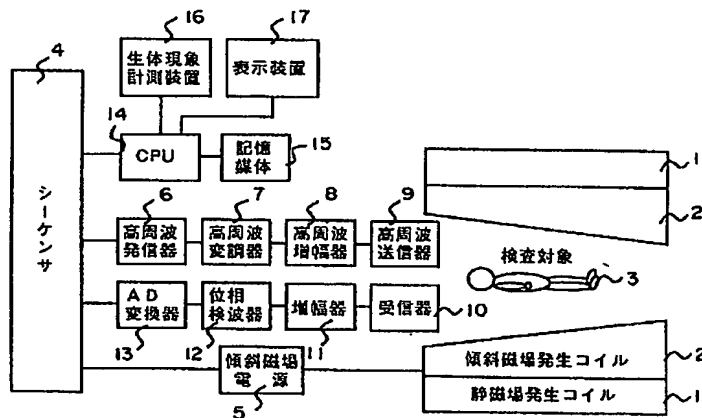 16
17
4
生体現象
計測装置
表示装置
14
CPU
記憶
媒体
15
シーケンサ
1
2
6
7
8
9
高周波
発信器
高周波
変調器
高周波
増幅器
高周波
送信器
検査対象
3
AD
変換器
位相
検波器
増幅器
受信器
10
13
12
11
傾斜磁場
電源
5
傾斜磁場発生コイル
2
静磁場発生コイル
1